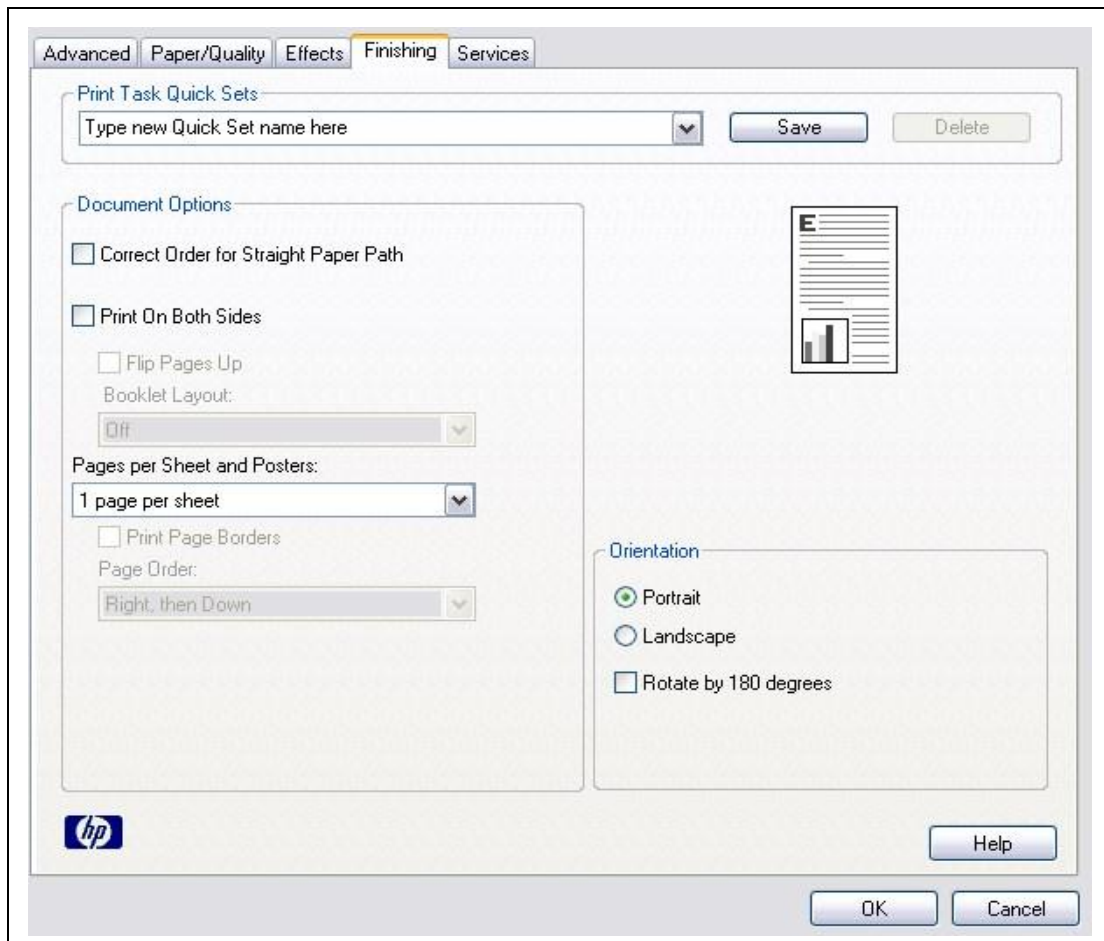 Advanced Paper/Quality Effects Finishing Services
Print Task Quick Sets
Type new Quick Set name here Save Delete
Document Options
E
Correct Order for Straight Paper Path
Print On Both Sides
Flip Pages Up
Booklet Layout:
Off
Pages per Sheet and Posters:
1 page per sheet
Print Page Borders
Page Order:
Right, then Down
Orientation
Portrait
Landscape
Rotate by 180 degrees
hp
Help
OK Cancel